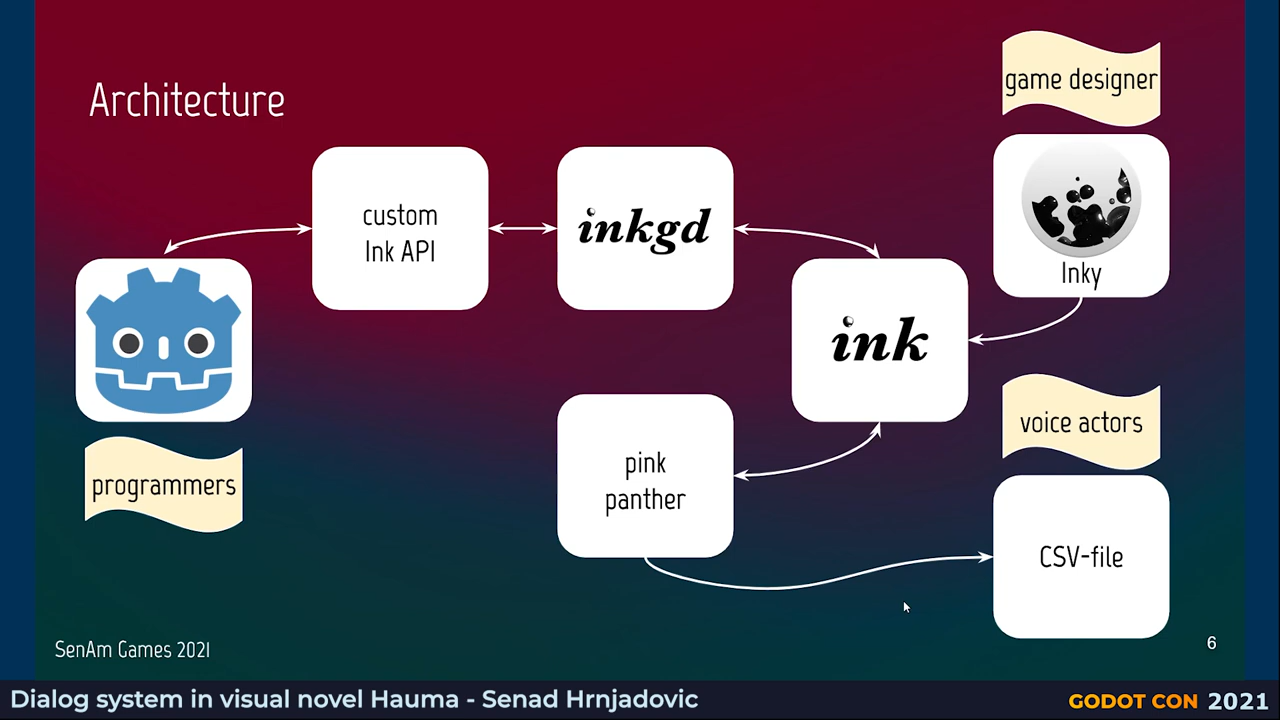 Architecture
game designer
custom
Ink API
inkgd
Inky
ink
programmers
pink
panther
voice actors
CSV-file
SenAm Games 2021
6
Dialog system in visual novel Hauma - Senad Hrnjadovic
GODOT CON 2021